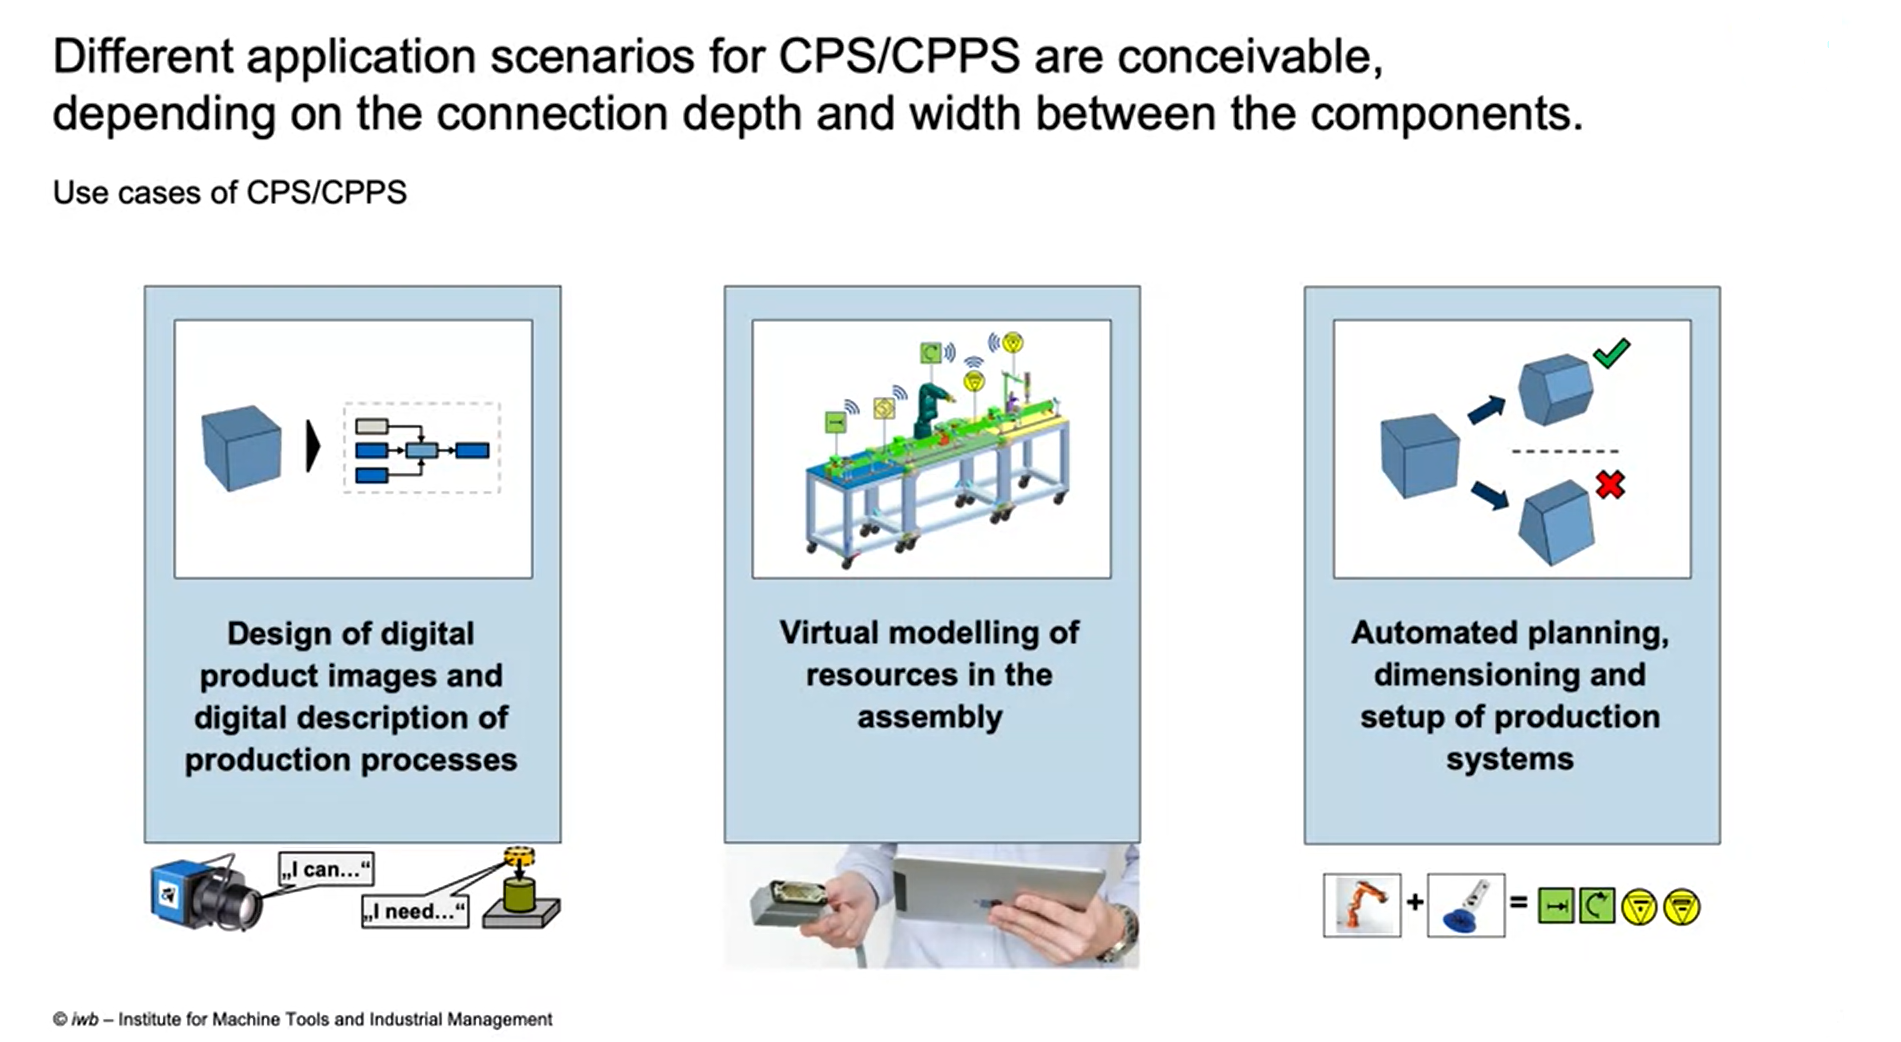 Different application scenarios for CPS/CPPS are conceivable,
depending on the connection depth and width between the components.
Use cases of CPS/CPPS
Design of digital
product images and
digital description of
production processes
„I can...“
„I need...“
Virtual modelling of
resources in the
assembly
Automated planning,
dimensioning and
setup of production
systems
+ =
© iwb – Institute for Machine Tools and Industrial Management